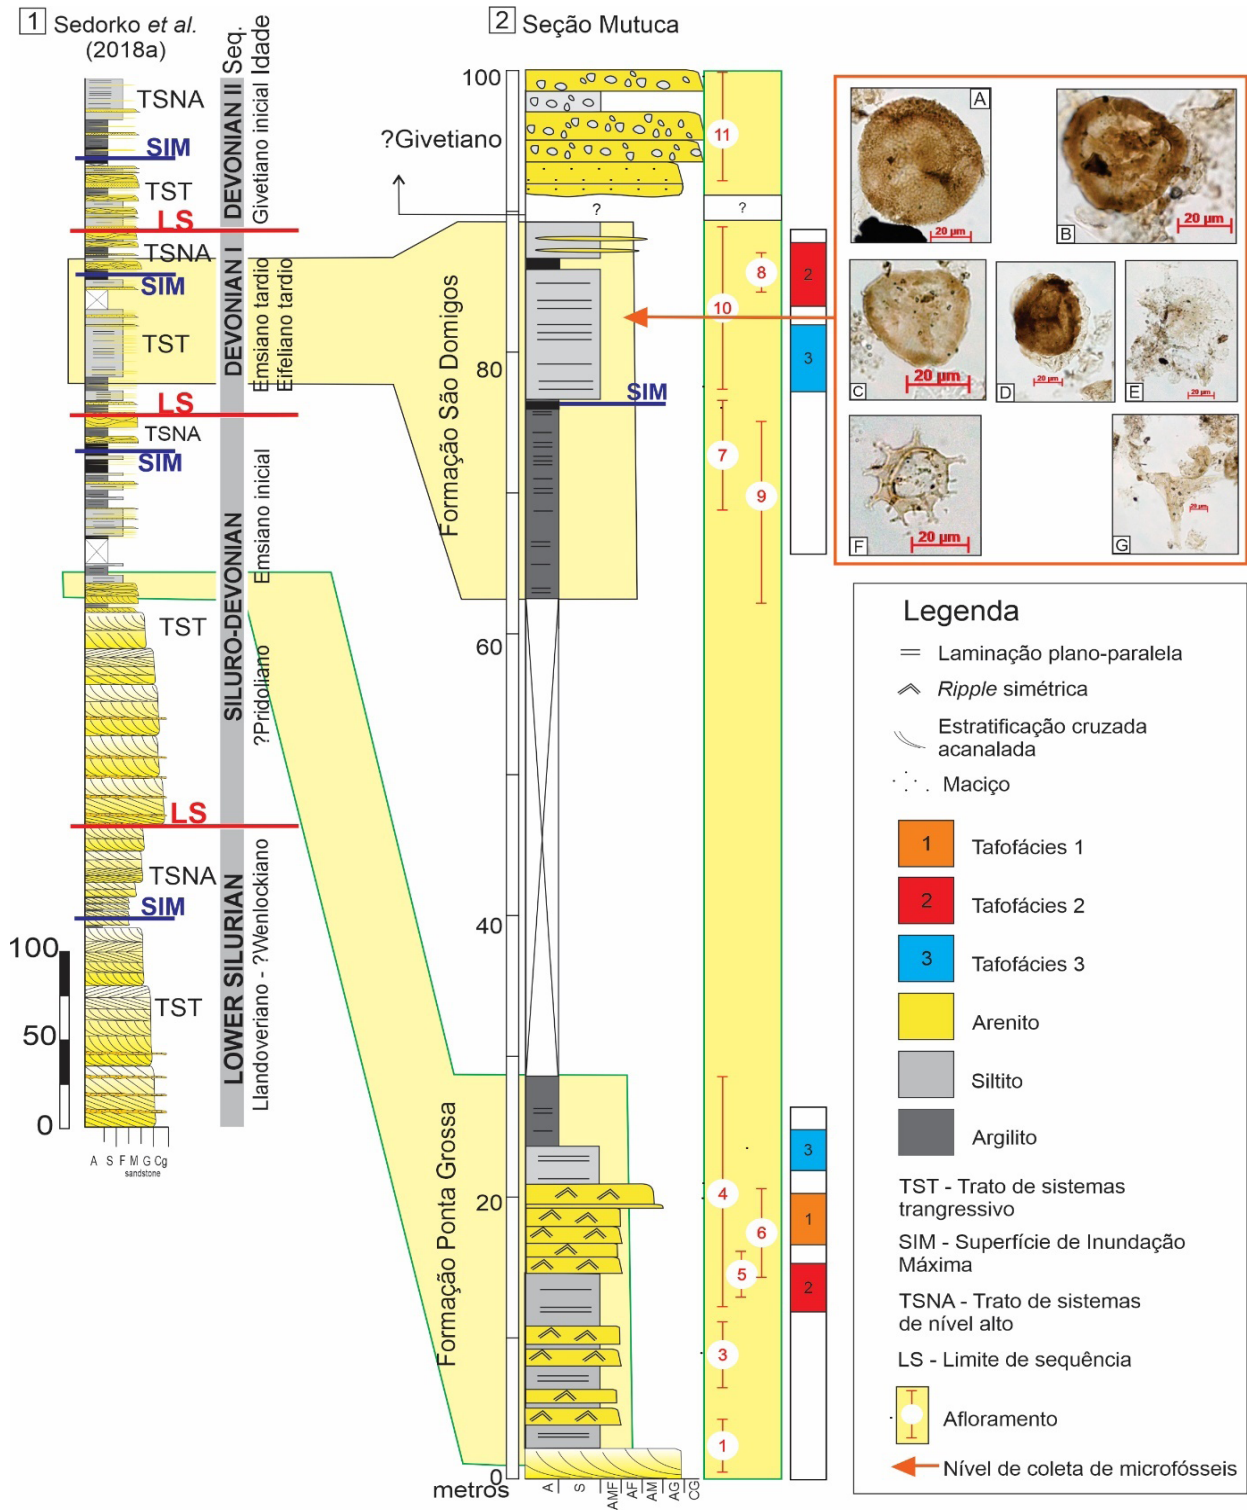 1 Sedorko et al.
(2018a)
Seq.
Idade
TSNA
SIM
TST
LS
TSNA
SIM
TST
LS
TSNA
SIM
TST
LS
TSNA
SIM
TST
DEVONIAN II
Givetiano inicial
DEVONIAN I
Emsiano tardio
Eifeliano tardio
SILURO-DEVONIAN
Emsiano inicial
?Pridoliano
LOWER SILURIAN
Llandoveriano - ?Wenlockiano
100
50
0
A S F M G Cg
sandstone
2 Seção Mutuca
100
80
60
40
20
0
metros
A S AMF AF AM AG CG
?Givetiano
?
?
Formação São Domigos
SIM
Formação Ponta Grossa
11
8
10
7
9
4
6
5
3
1
2
3
3
1
2
A
20 µm
B
20 µm
C
20 µm
D
20 µm
E
20 µm
F
20 µm
G
20 µm
Legenda
Laminação plano-paralela
Ripple simétrica
Estratificação cruzada
acanalada
Maciço
1 Tafofácies 1
2 Tafofácies 2
3 Tafofácies 3
Arenito
Siltito
Argilito
TST - Trato de sistemas
trangressivo
SIM - Superfície de Inundação
Máxima
TSNA - Trato de sistemas
de nível alto
LS - Limite de sequência
Afloramento
Nível de coleta de microfósseis